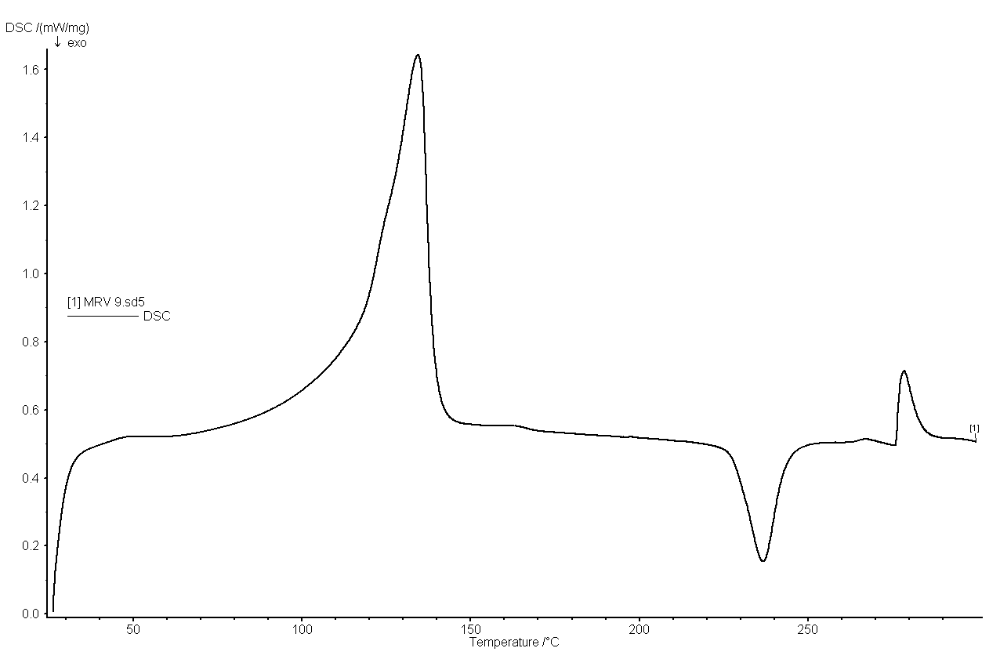 DSC /(mW/mg)
↓ exo
1.6
1.4
1.2
1.0
[1] MRV 9.sd5
DSC
0.8
0.6
[1]
0.4
0.2
0.0
50 100 150 200 250
Temperature /°C